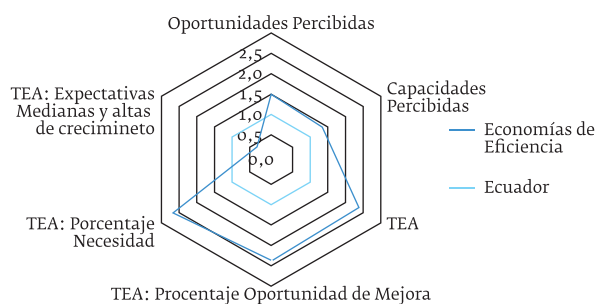 Oportunidades Percibidas
2,5
2,0
1,5
1,0
0,5
0,0
TEA: Expectativas
Medianas y altas
de crecimineto
Capacidades
Percibidas
Economías de
Eficiencia
Ecuador
TEA: Porcentaje
Necesidad
TEA
TEA: Procentaje Oportunidad de Mejora